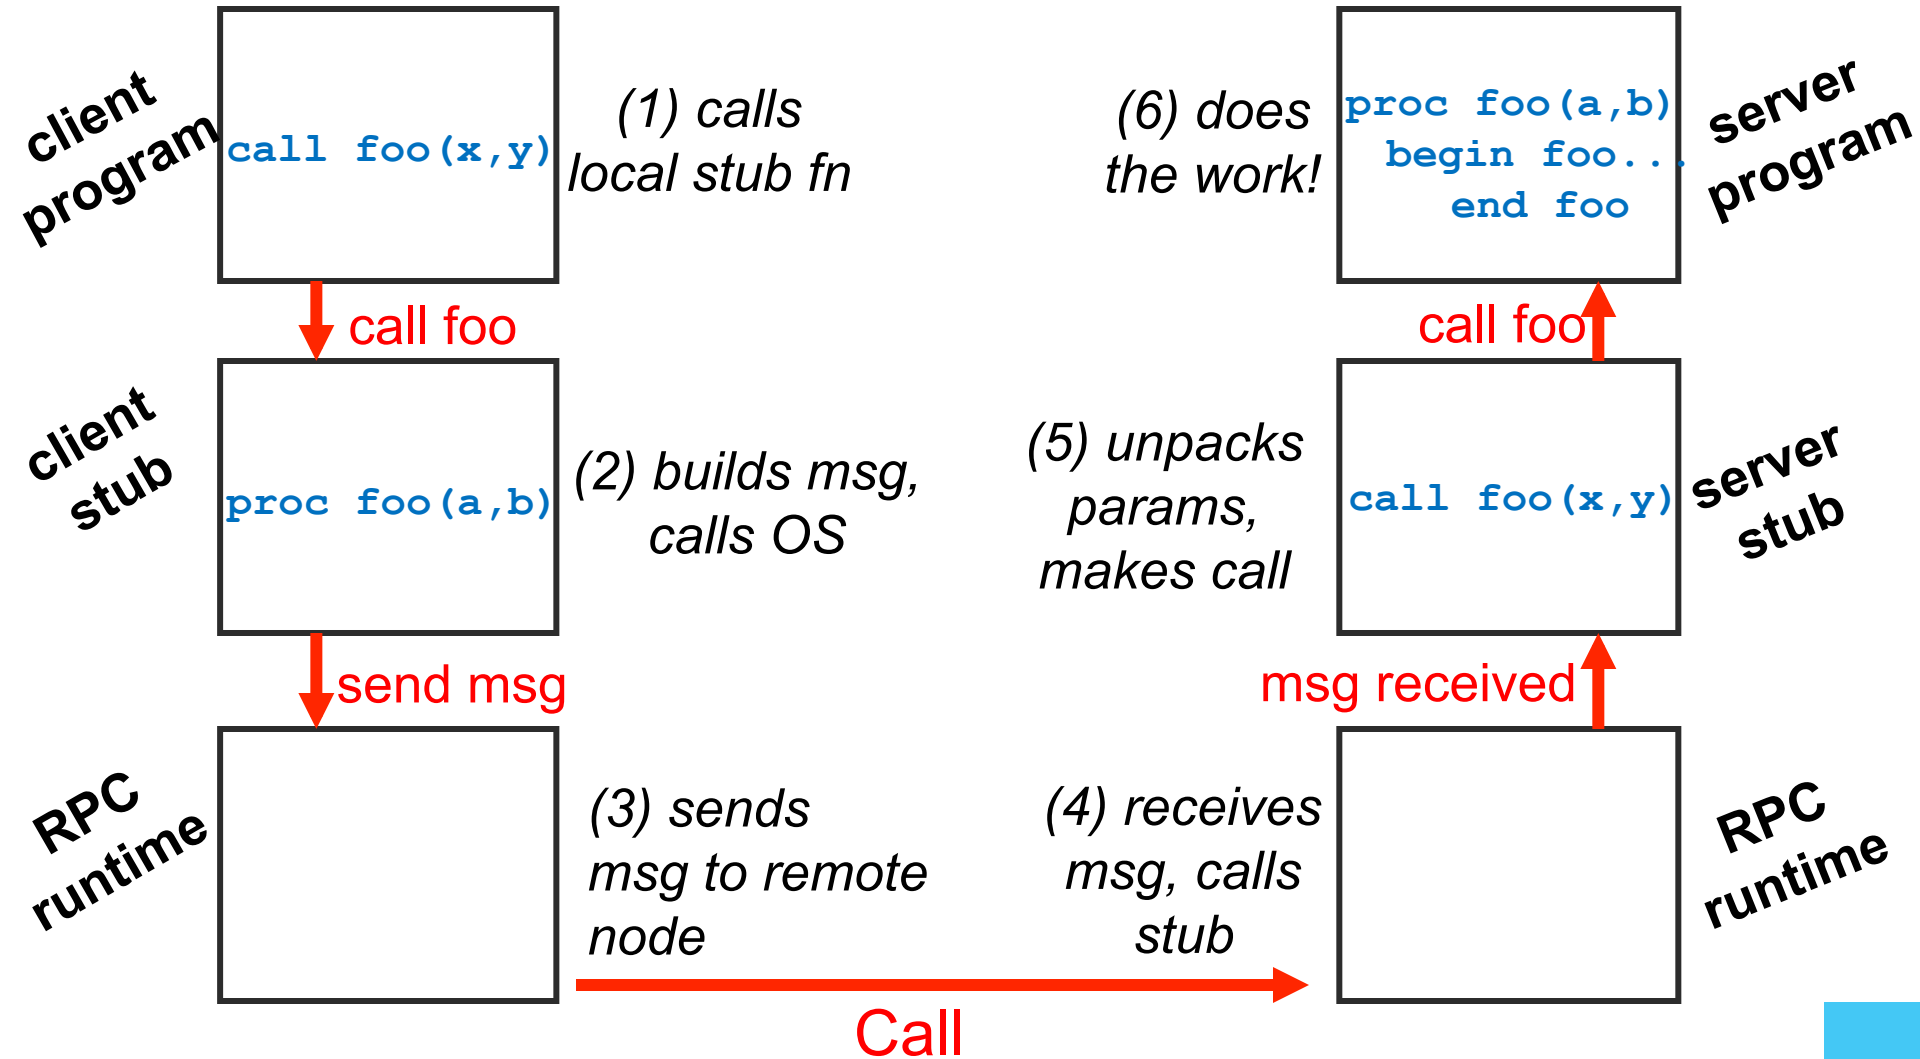 client
program
call foo(x,y)
(1) calls
local stub fn
call foo
client
stub
proc foo(a,b)
(2) builds msg,
calls OS
send msg
RPC
runtime
(3) sends
msg to remote
node
Call
(4) receives
msg, calls
stub
RPC
runtime
msg received
(5) unpacks
params,
makes call
call foo(x,y)
server
stub
call foo
(6) does
the work!
proc foo(a,b)
begin foo...
end foo
server
program